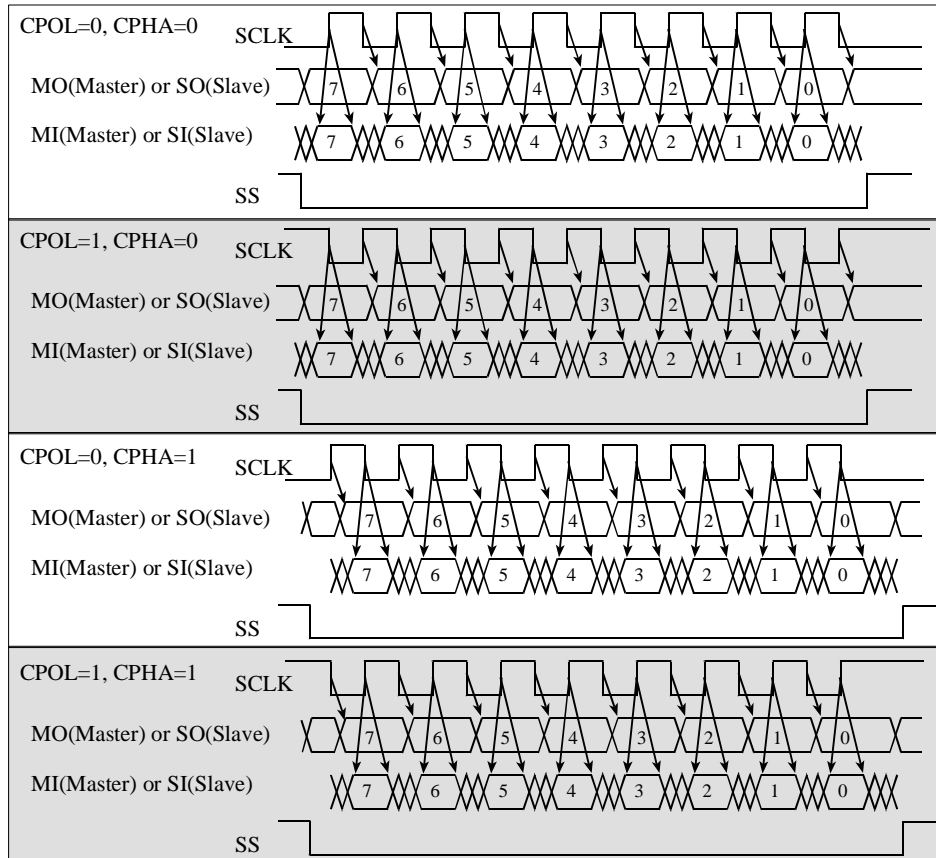 CPOL=0, CPHA=0
SCLK
MO(Master) or SO(Slave)
7 6 5 4 3 2 1 0
MI(Master) or SI(Slave)
7 6 5 4 3 2 1 0
SS
CPOL=1, CPHA=0
SCLK
MO(Master) or SO(Slave)
7 6 5 4 3 2 1 0
MI(Master) or SI(Slave)
7 6 5 4 3 2 1 0
SS
CPOL=0, CPHA=1
SCLK
MO(Master) or SO(Slave)
7 6 5 4 3 2 1 0
MI(Master) or SI(Slave)
7 6 5 4 3 2 1 0
SS
CPOL=1, CPHA=1
SCLK
MO(Master) or SO(Slave)
7 6 5 4 3 2 1 0
MI(Master) or SI(Slave)
7 6 5 4 3 2 1 0
SS